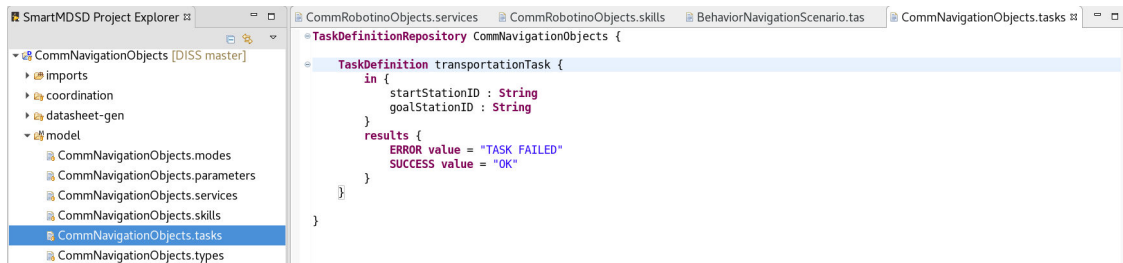 SmartMDSD Project Explorer
CommNavigationObjects [DISS master]
imports
coordination
datasheet-gen
model
CommNavigationObjects.modes
CommNavigationObjects.parameters
CommNavigationObjects.services
CommNavigationObjects.skills
CommNavigationObjects.tasks
CommNavigationObjects.types
CommRobotinoObjects.services
CommRobotinoObjects.skills
BehaviorNavigationScenario.tas
CommNavigationObjects.tasks
TaskDefinitionRepository CommNavigationObjects {
TaskDefinition transportationTask {
in {
startStationID : String
goalStationID : String
}
results {
ERROR value = "TASK FAILED"
SUCCESS value = "OK"
}
}
}